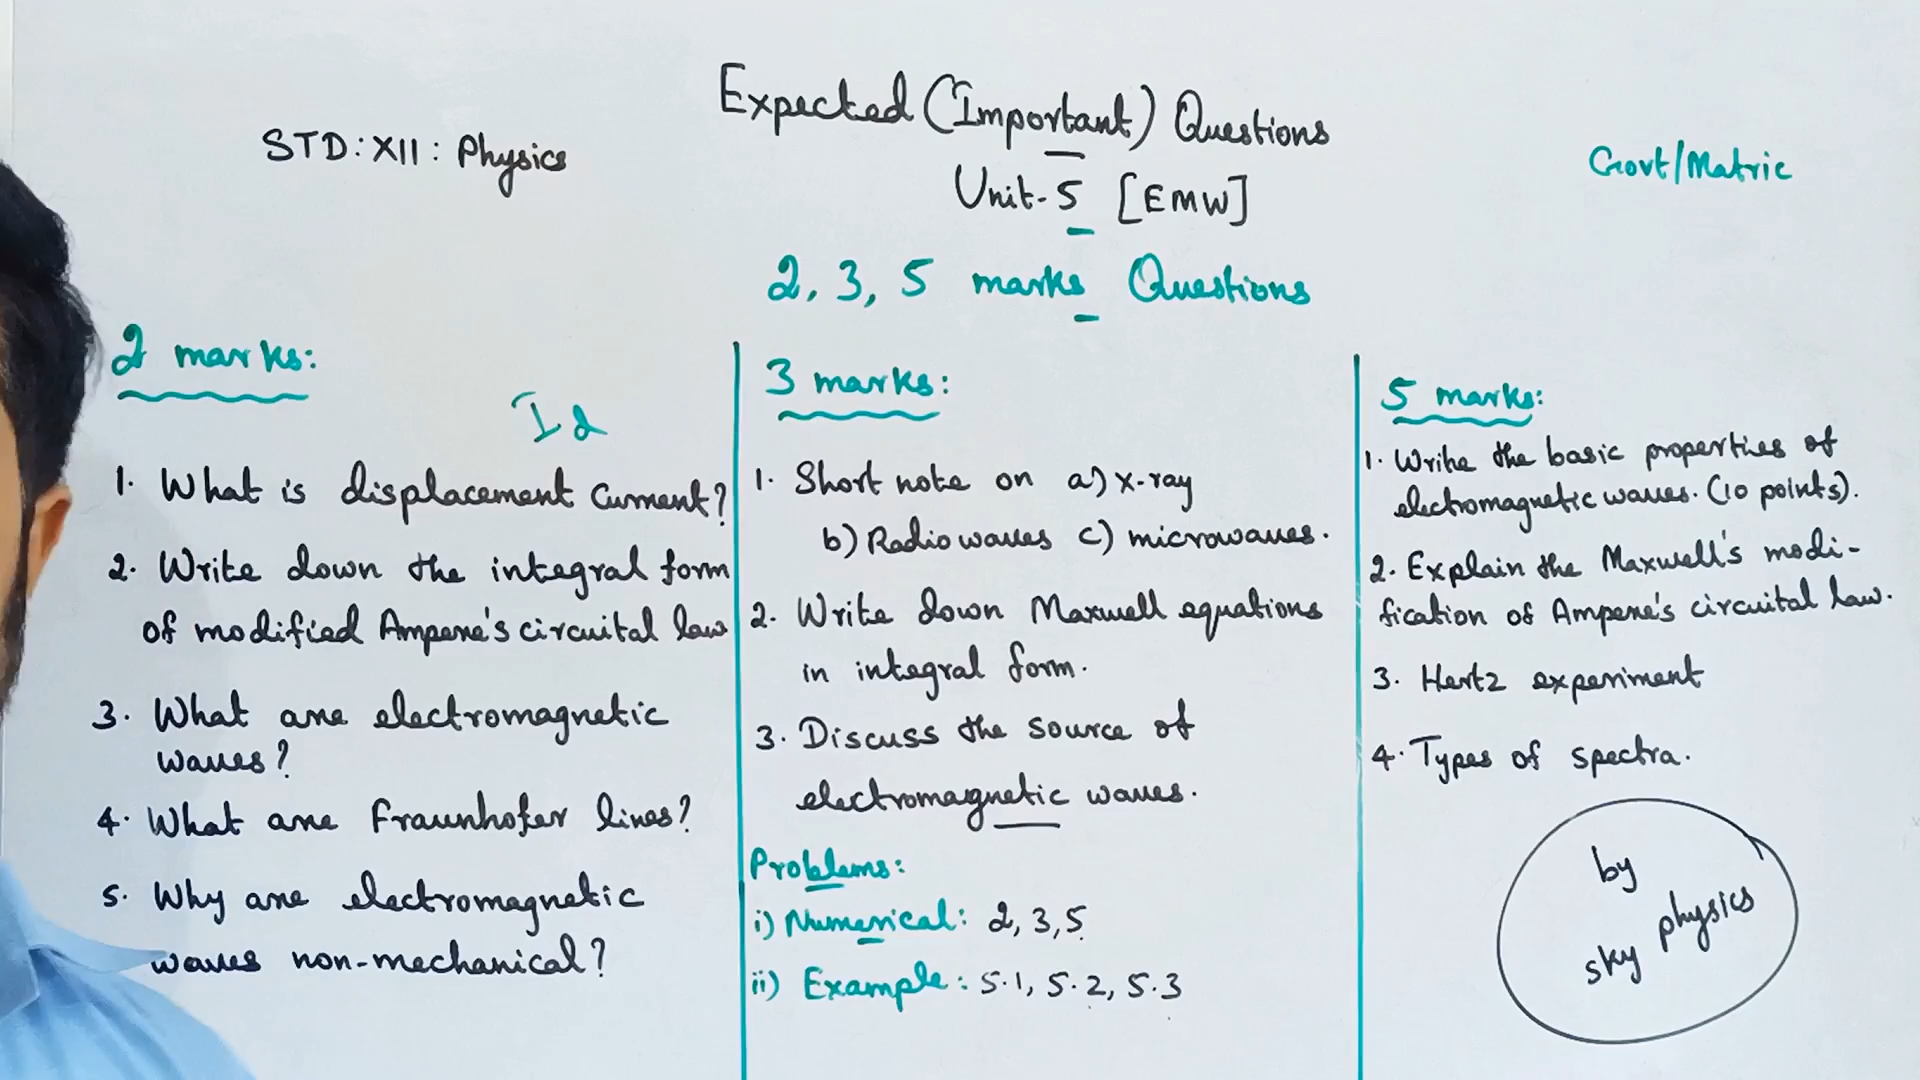 Expected (Important) Questions
STD: XII: Physics
Govt/Matric
Unit-5 [EMW]
2, 3, 5 marks Questions
2 marks:
Id
1. What is displacement current?
2. Write down the integral form
of modified Ampere's circuital law
3. What are electromagnetic
waves?
4. What are Fraunhofer lines?
5. Why are electromagnetic
waves non-mechanical?
3 marks:
1. Short note on a) x-ray
b) Radio waves c) microwaves.
2. Write down Maxwell equations
in integral form.
3. Discuss the source of
electromagnetic waves.
Problems:
i) Numerical: 2, 3, 5
ii) Example: 5.1, 5.2, 5.3
5 marks:
1. Write the basic properties of
electromagnetic waves. (10 points).
2. Explain the Maxwell's modi-
fication of Ampere's circuital law.
3. Hertz experiment
4. Types of spectra.
by
sky physics